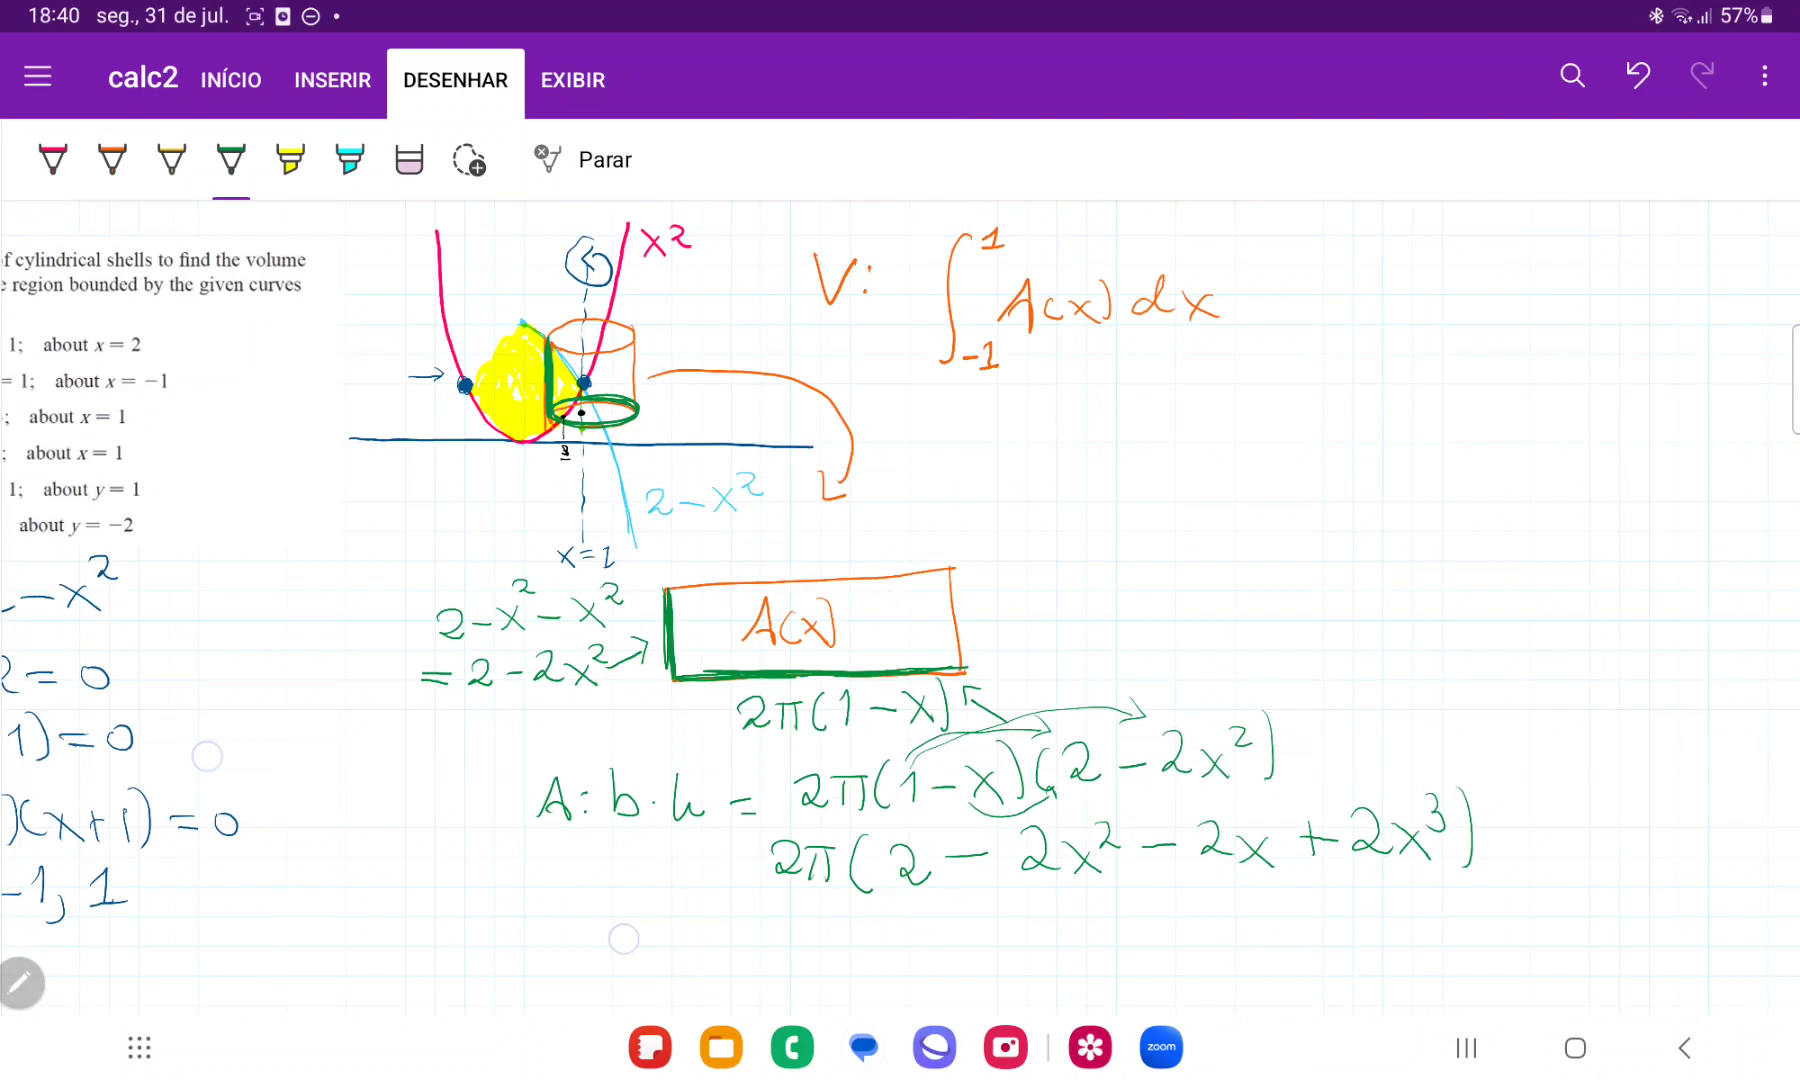 18:40 seg., 31 de jul. 57%
calc2 INÍCIO INSERIR DESENHAR EXIBIR
Parar
f cylindrical shells to find the volume
e region bounded by the given curves
1; about x = 2
= 1; about x = −1
; about x = 1
; about x = 1
1; about y = 1
about y = −2
x2
2 - x²
x = 1
V: ∫₋₁¹ A(x) dx
- x²
2 = 0
1) = 0
)(x+1) = 0
-1, 1
2 - x² - x²
= 2 - 2x²
A(x)
2π(1 - x)
A: b · h = 2π(1 - x)(2 - 2x²)
2π(2 - 2x² - 2x + 2x³)
zoom